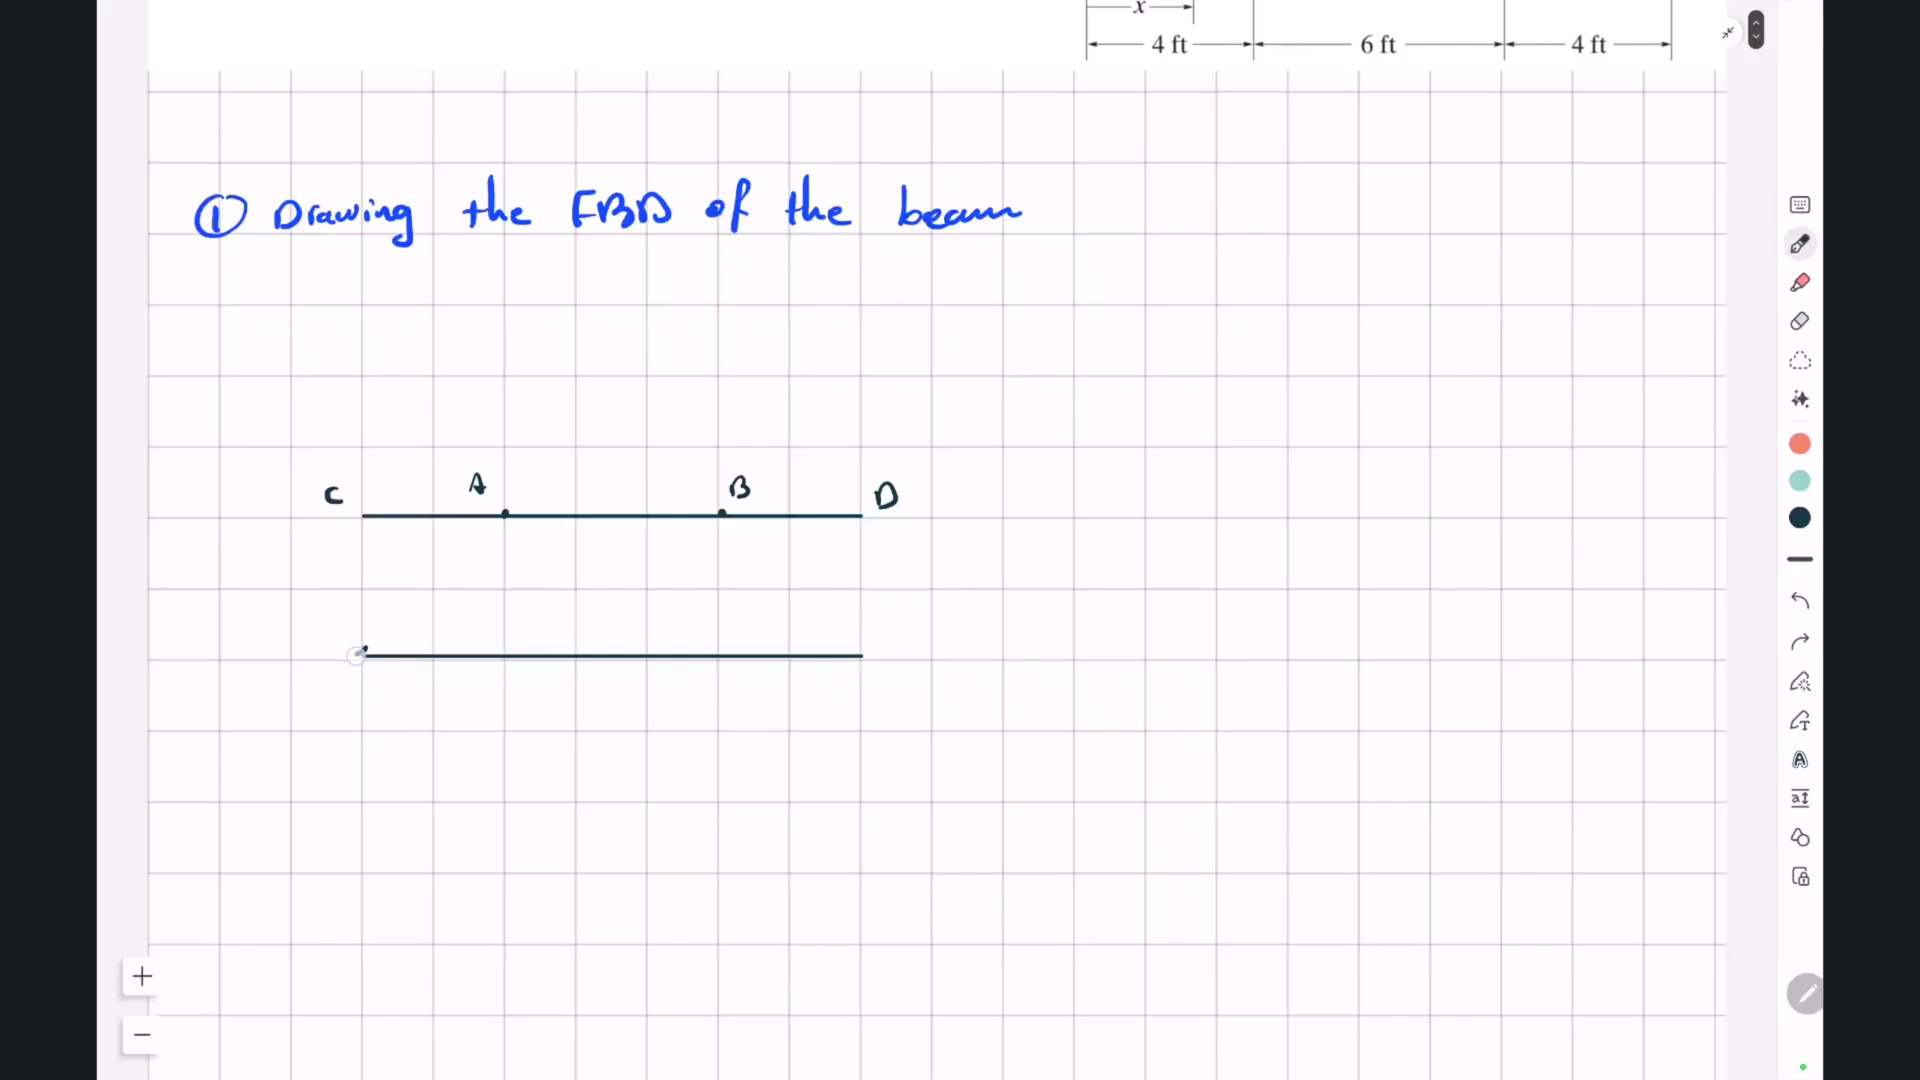 x
4 ft 6 ft 4 ft
① Drawing the FBD of the beam
C A B D